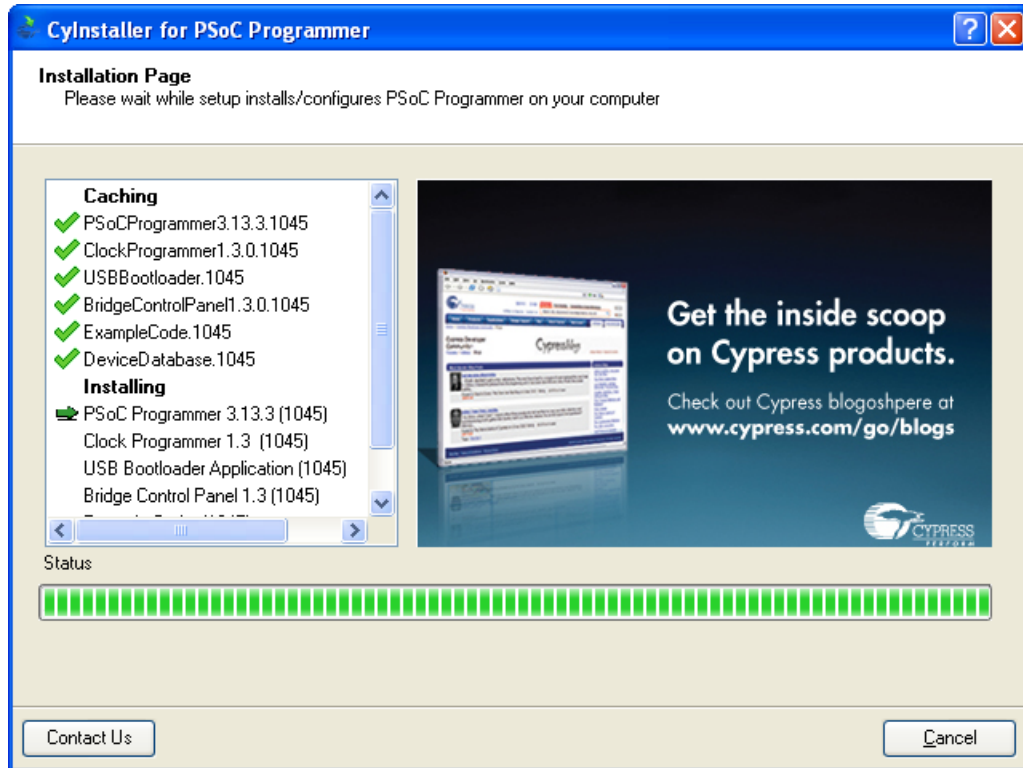 CyInstaller for PSoC Programmer
Installation Page
Please wait while setup installs/configures PSoC Programmer on your computer
Caching
PSoCProgrammer3.13.3.1045
ClockProgrammer1.3.0.1045
USBBootloader.1045
BridgeControlPanel1.3.0.1045
ExampleCode.1045
DeviceDatabase.1045
Installing
PSoC Programmer 3.13.3 (1045)
Clock Programmer 1.3 (1045)
USB Bootloader Application (1045)
Bridge Control Panel 1.3 (1045)
Get the inside scoop
on Cypress products.
Check out Cypress blogoshpere at
www.cypress.com/go/blogs
CYPRESS
PERFORM
Status
Contact Us
Cancel